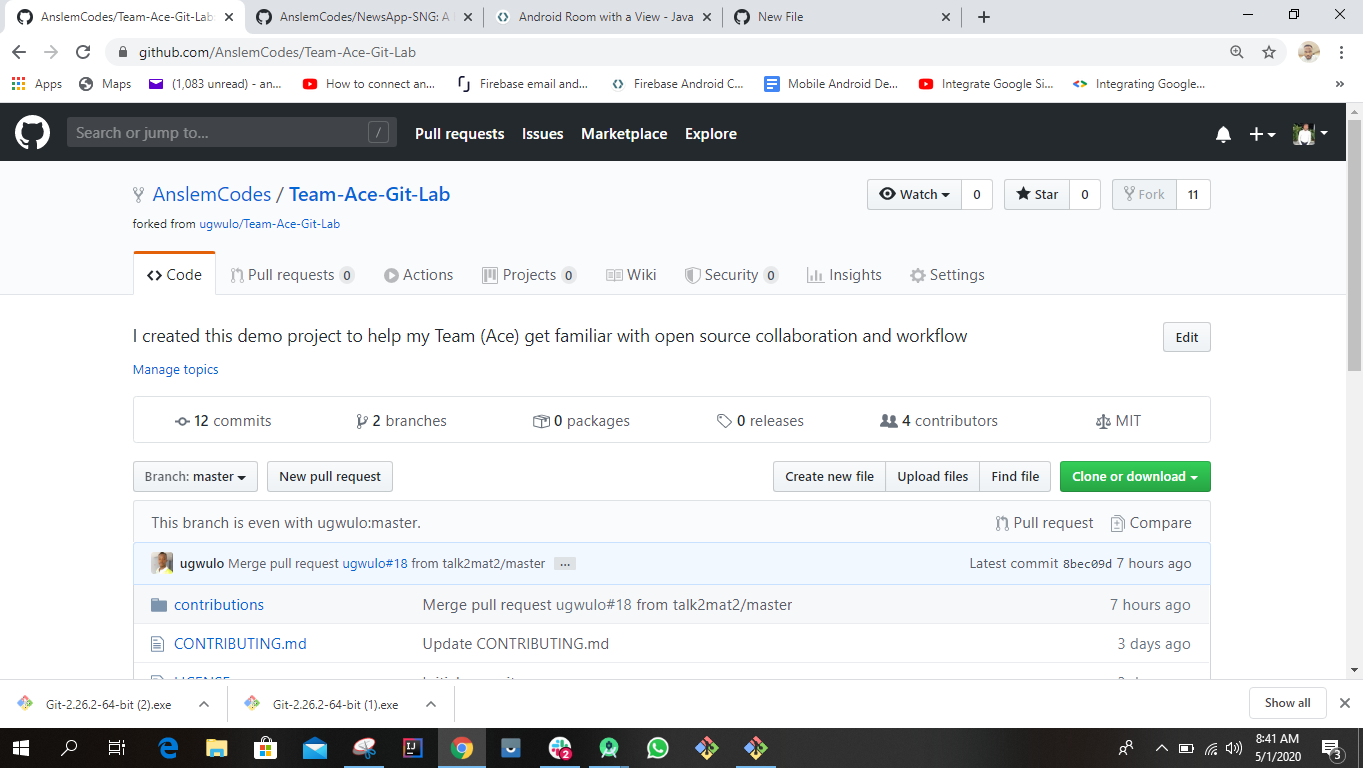 AnslemCodes/Team-Ace-Git-Lab
AnslemCodes/NewsApp-SNG: A
Android Room with a View - Java
New File
github.com/AnslemCodes/Team-Ace-Git-Lab
Apps
Maps
(1,083 unread) - an...
How to connect an...
Firebase email and...
Firebase Android C...
Mobile Android De...
Integrate Google Si...
Integrating Google...
Search or jump to...
/
Pull requests
Issues
Marketplace
Explore
AnslemCodes / Team-Ace-Git-Lab
Watch
0
Star
0
Fork
11
forked from ugwulo/Team-Ace-Git-Lab
Code
Pull requests 0
Actions
Projects 0
Wiki
Security 0
Insights
Settings
I created this demo project to help my Team (Ace) get familiar with open source collaboration and workflow
Edit
Manage topics
12 commits
2 branches
0 packages
0 releases
4 contributors
MIT
Branch: master
New pull request
Create new file
Upload files
Find file
Clone or download
This branch is even with ugwulo:master.
Pull request
Compare
ugwulo Merge pull request ugwulo#18 from talk2mat2/master ...
Latest commit 8bec09d 7 hours ago
contributions
Merge pull request ugwulo#18 from talk2mat2/master
7 hours ago
CONTRIBUTING.md
Update CONTRIBUTING.md
3 days ago
Git-2.26.2-64-bit (2).exe
Git-2.26.2-64-bit (1).exe
Show all
2
8:41 AM
5/1/2020
3